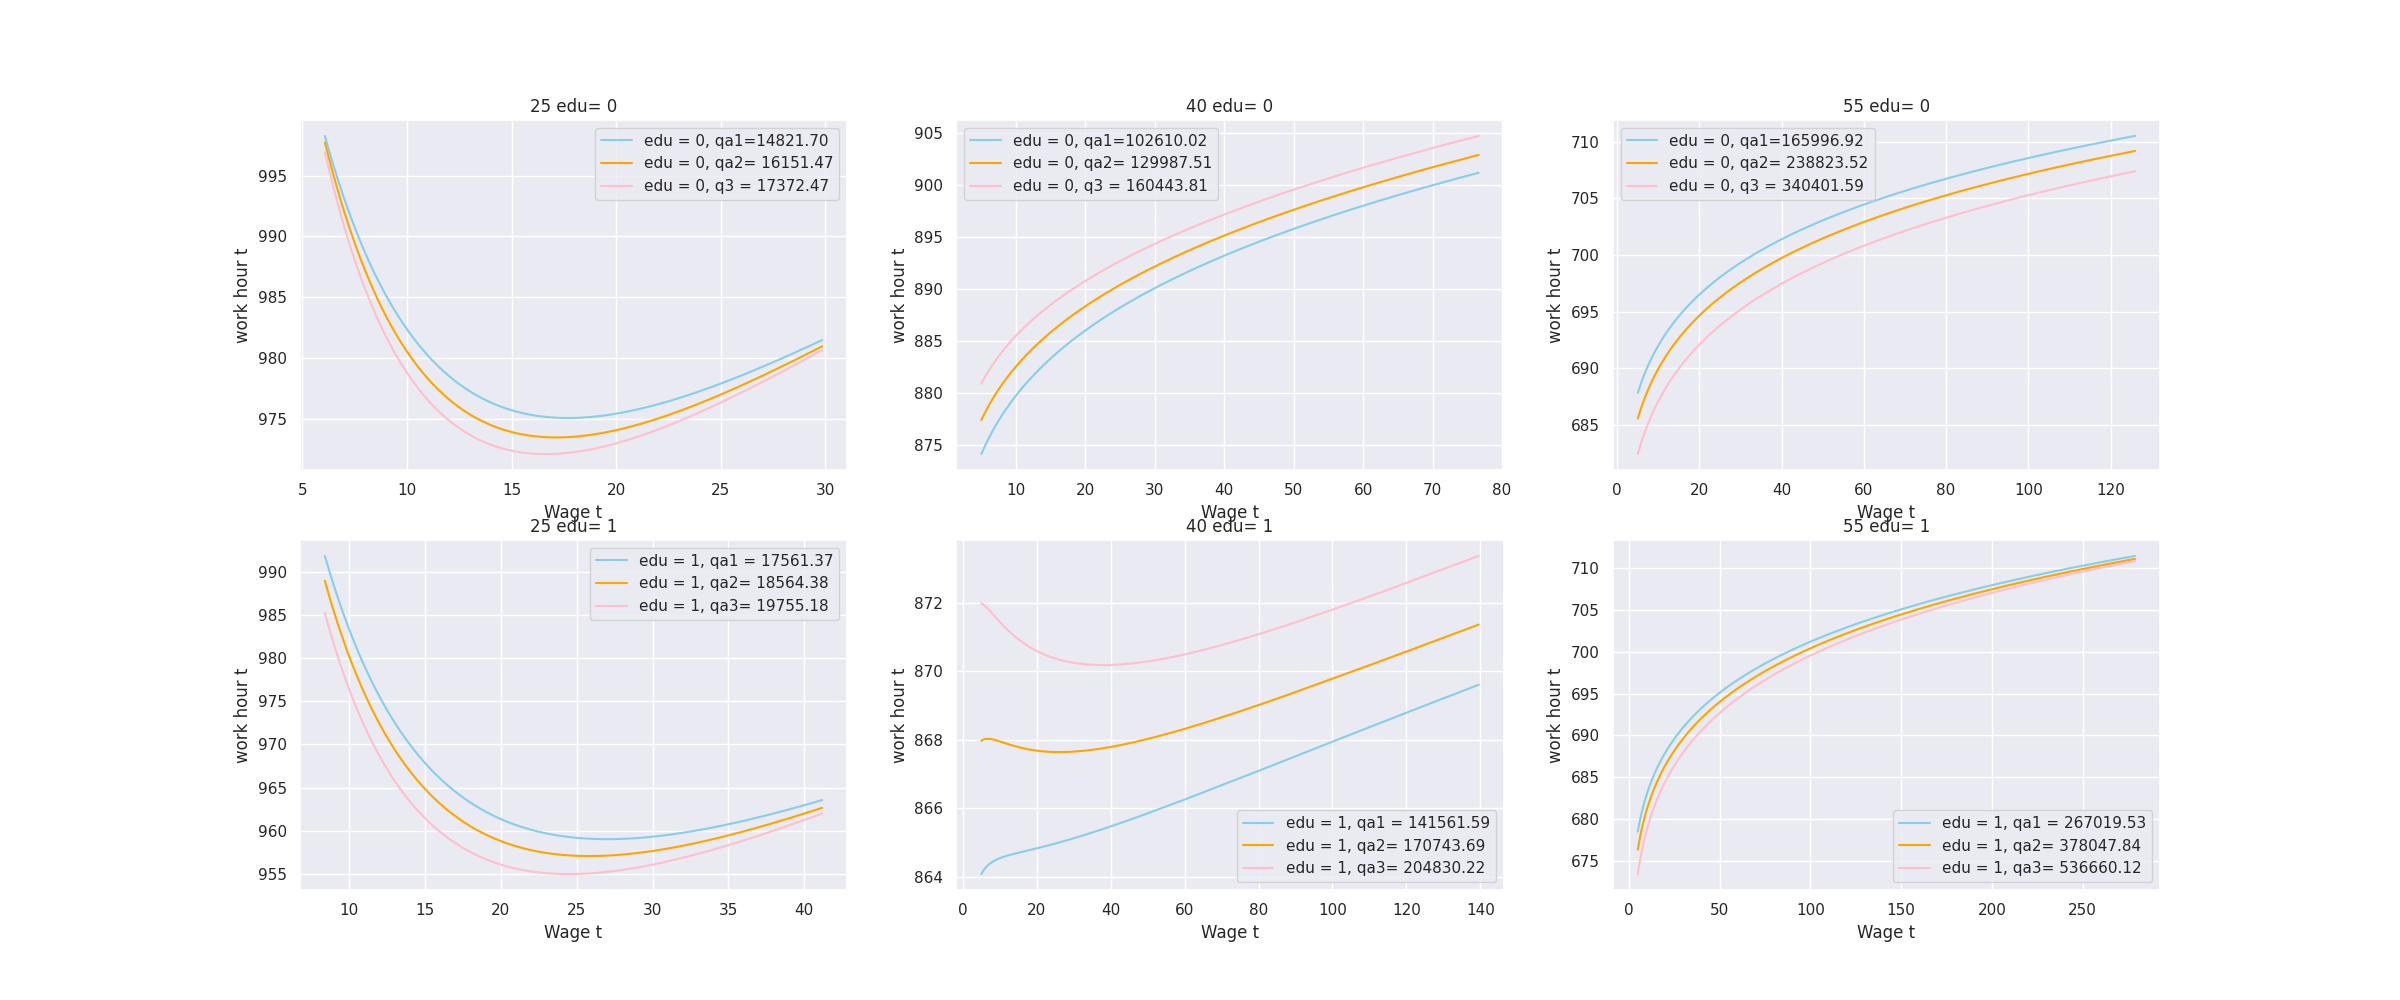 25 edu= 0
edu = 0, qa1=14821.70
edu = 0, qa2= 16151.47
edu = 0, q3 = 17372.47
work hour t
995
990
985
980
975
5 10 15 20 25 30
Wage t
40 edu= 0
edu = 0, qa1=102610.02
edu = 0, qa2= 129987.51
edu = 0, q3 = 160443.81
work hour t
905
900
895
890
885
880
875
10 20 30 40 50 60 70 80
Wage t
55 edu= 0
edu = 0, qa1=165996.92
edu = 0, qa2= 238823.52
edu = 0, q3 = 340401.59
work hour t
710
705
700
695
690
685
0 20 40 60 80 100 120
Wage t
25 edu= 1
edu = 1, qa1 = 17561.37
edu = 1, qa2= 18564.38
edu = 1, qa3= 19755.18
work hour t
990
985
980
975
970
965
960
955
10 15 20 25 30 35 40
Wage t
40 edu= 1
work hour t
872
870
868
866
864
edu = 1, qa1 = 141561.59
edu = 1, qa2= 170743.69
edu = 1, qa3= 204830.22
0 20 40 60 80 100 120 140
Wage t
55 edu= 1
work hour t
710
705
700
695
690
685
680
675
edu = 1, qa1 = 267019.53
edu = 1, qa2= 378047.84
edu = 1, qa3= 536660.12
0 50 100 150 200 250
Wage t